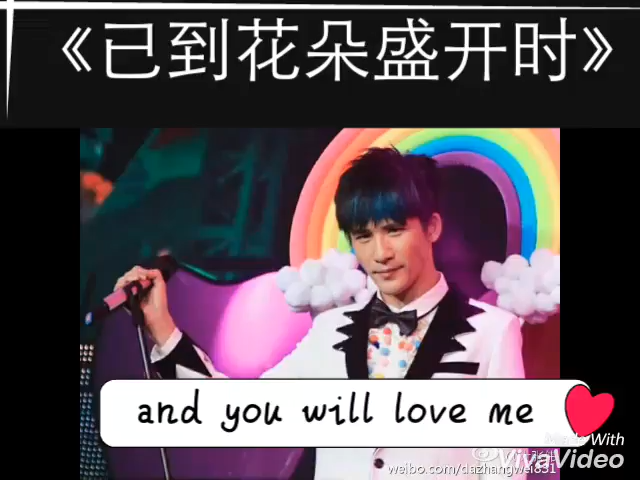 《已到花朵盛开时》
and you will love me
Made With
VivaVideo
weibo.com/dazhangwei831